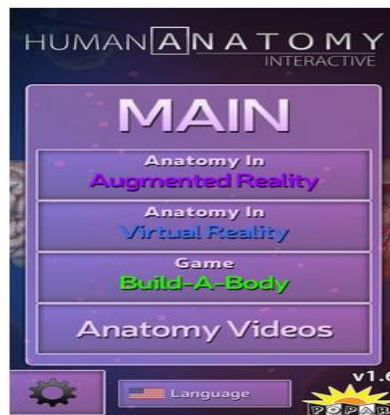 HUMAN ANATOMY
INTERACTIVE
MAIN
Anatomy In
Augmented Reality
Anatomy In
Virtual Reality
Game
Build-A-Body
Anatomy Videos
v1.6
Language
POPAR